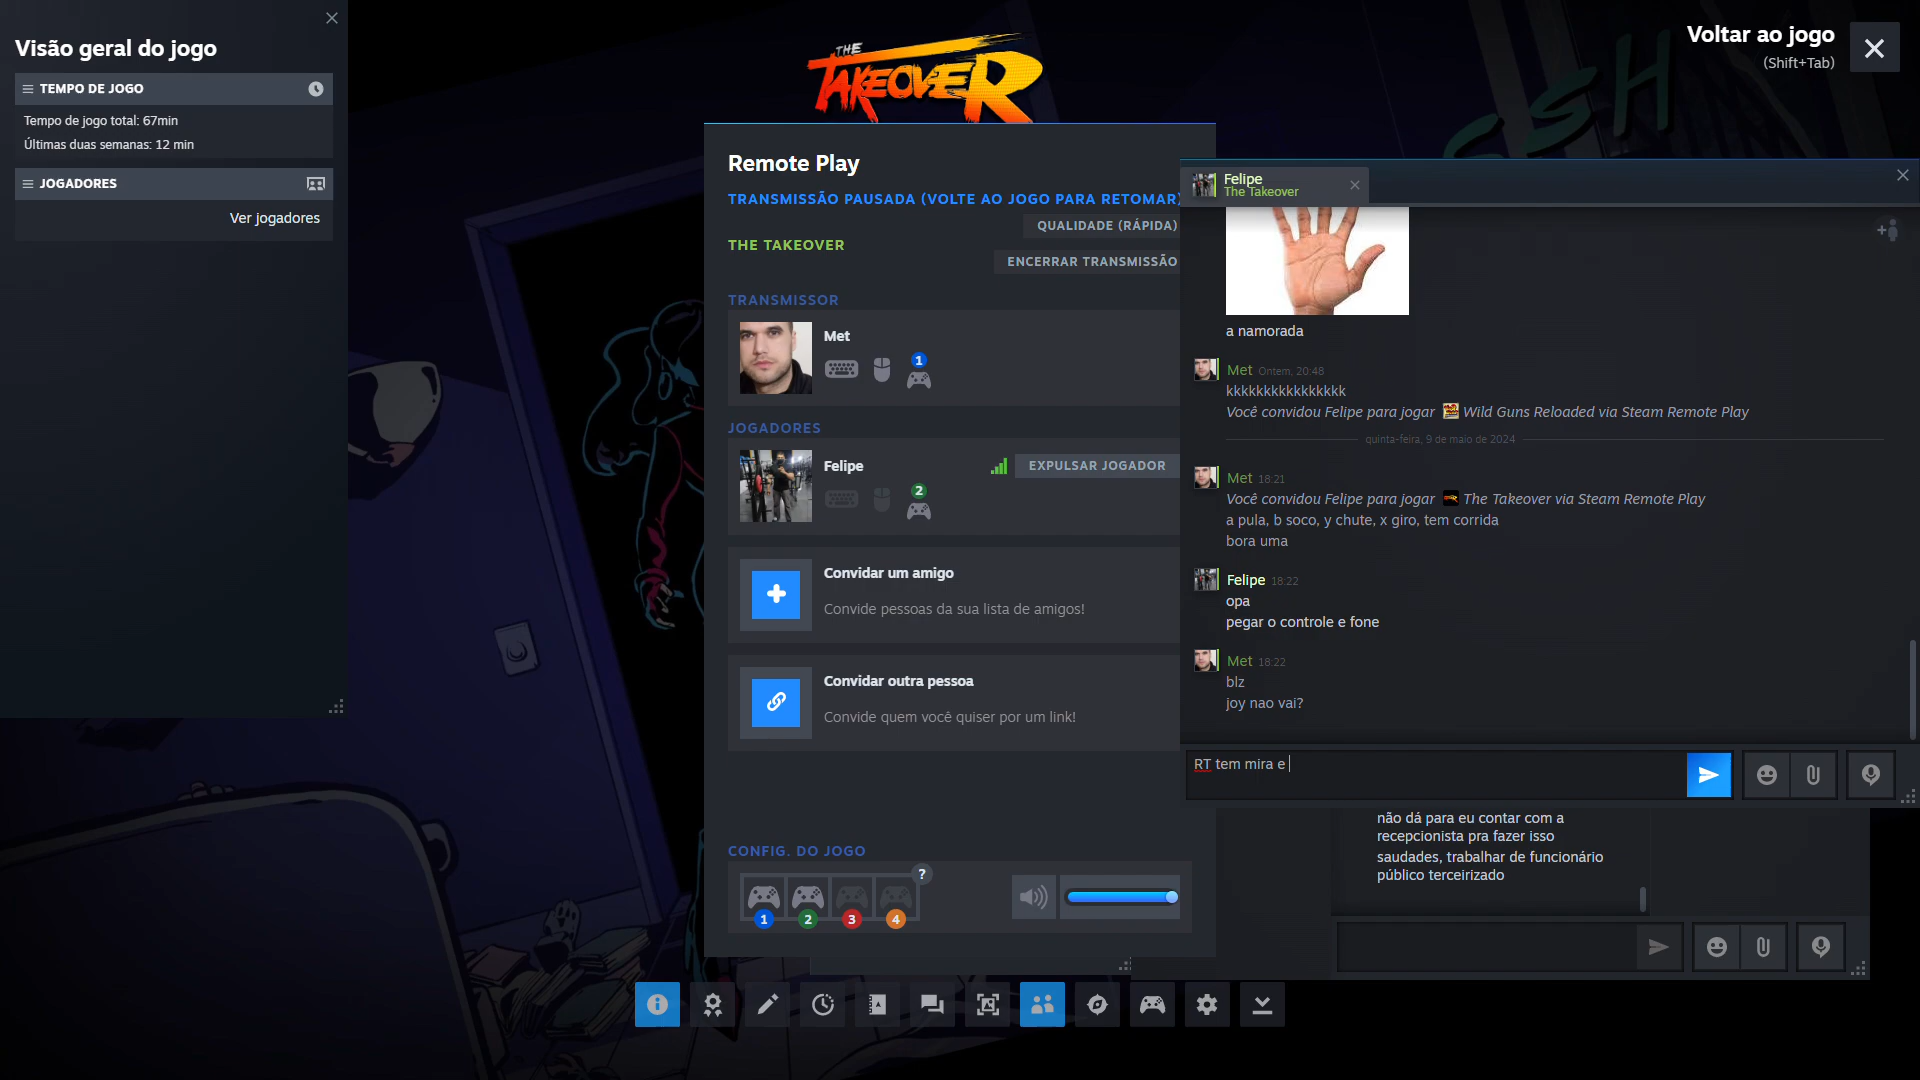 Visão geral do jogo
TEMPO DE JOGO
Tempo de jogo total: 67min
Últimas duas semanas: 12 min
JOGADORES
Ver jogadores
THE
TAKEOVER
Voltar ao jogo
(Shift+Tab)
Remote Play
TRANSMISSÃO PAUSADA (VOLTE AO JOGO PARA RETOMAR)
QUALIDADE (RÁPIDA)
THE TAKEOVER
ENCERRAR TRANSMISSÃO
TRANSMISSOR
Met
1
JOGADORES
Felipe
EXPULSAR JOGADOR
2
Convidar um amigo
Convide pessoas da sua lista de amigos!
Convidar outra pessoa
Convide quem você quiser por um link!
CONFIG. DO JOGO
?
1 2 3 4
Felipe
The Takeover
a namorada
Met Ontem, 20:48
kkkkkkkkkkkkkkkk
Você convidou Felipe para jogar Wild Guns Reloaded via Steam Remote Play
quinta-feira, 9 de maio de 2024
Met 18:21
Você convidou Felipe para jogar The Takeover via Steam Remote Play
a pula, b soco, y chute, x giro, tem corrida
bora uma
Felipe 18:22
opa
pegar o controle e fone
Met 18:22
blz
joy nao vai?
RT tem mira e
não dá para eu contar com a
recepcionista pra fazer isso
saudades, trabalhar de funcionário
público terceirizado